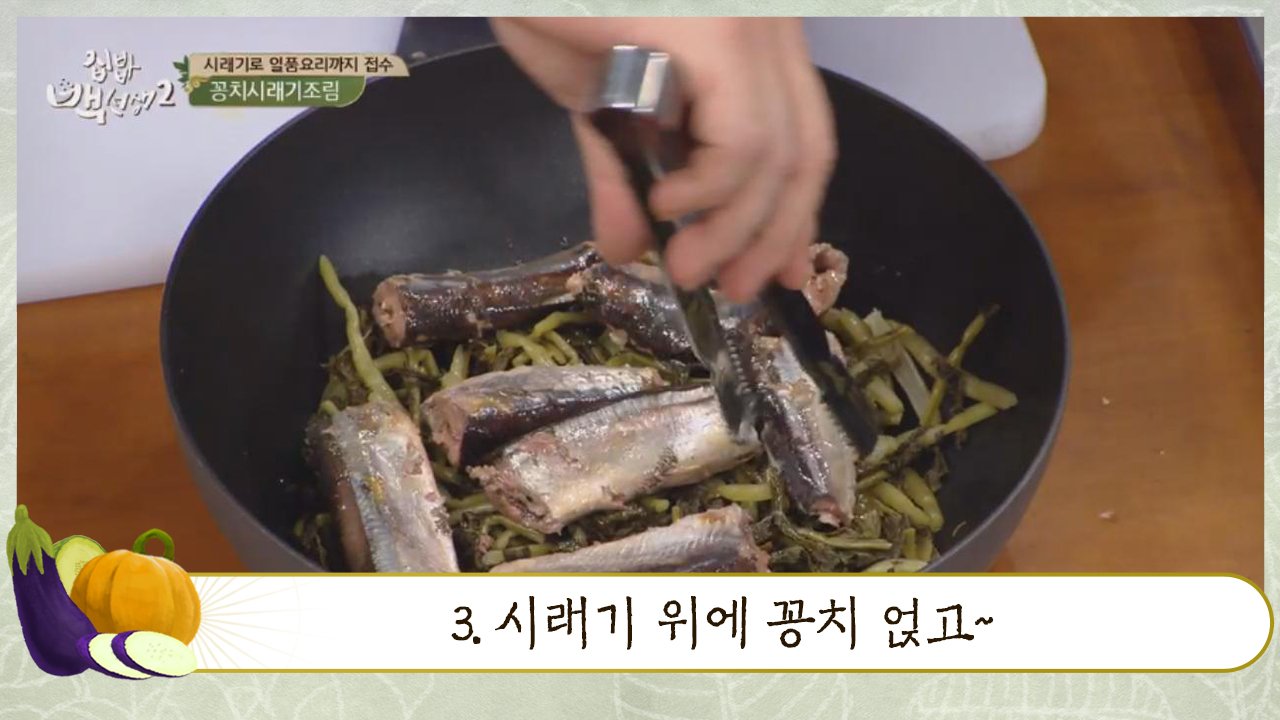 집밥
백선생2
시래기로 일품요리까지 접수
꽁치시래기조림
3. 시래기 위에 꽁치 얹고~